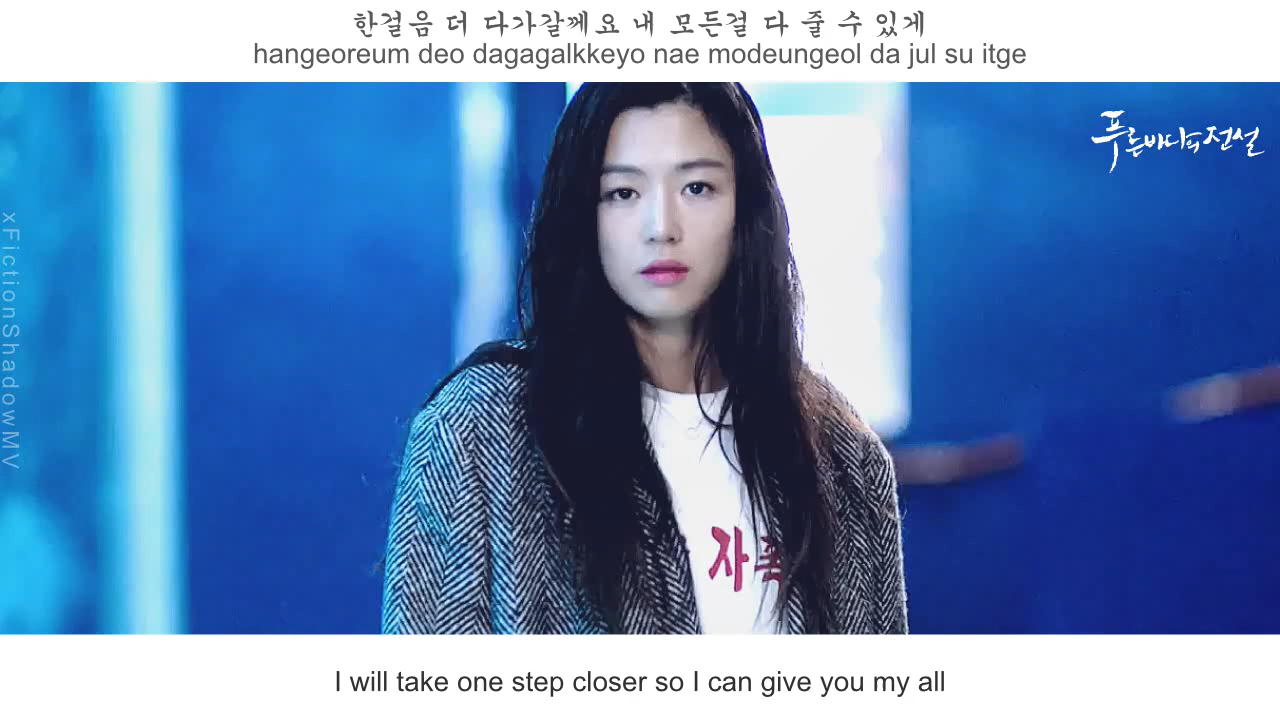 한걸음 더 다가갈께요 내 모든걸 다 줄 수 있게
hangeoreum deo dagagalkkeyo nae modeungeol da jul su itge
푸른 바다의 전설
xFictionShadowMV
자폭
I will take one step closer so I can give you my all